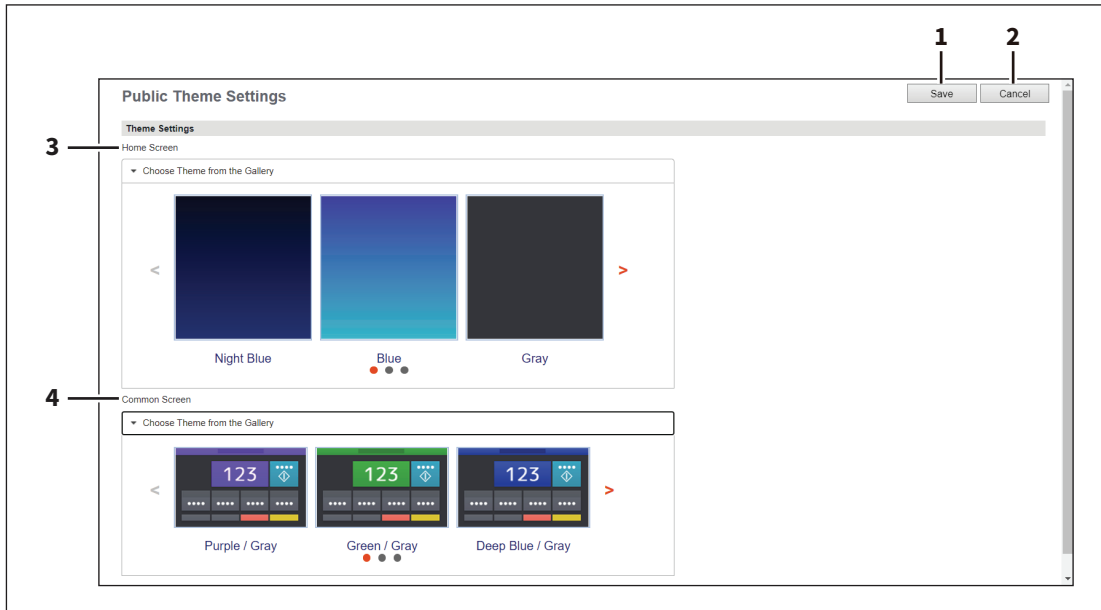 1 2
Public Theme Settings
Save Cancel
Theme Settings
3
Home Screen
Choose Theme from the Gallery
< >
Night Blue Blue Gray
4
Common Screen
Choose Theme from the Gallery
123 123 123
< >
Purple / Gray Green / Gray Deep Blue / Gray